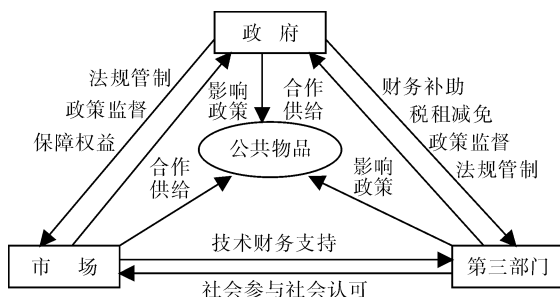 政 府
法规管制
政策监督
保障权益
影响
政策
合作
供给
财务补助
税租减免
政策监督
法规管制
公共物品
合作
供给
影响
政策
技术财务支持
市 场
第三部门
社会参与社会认可